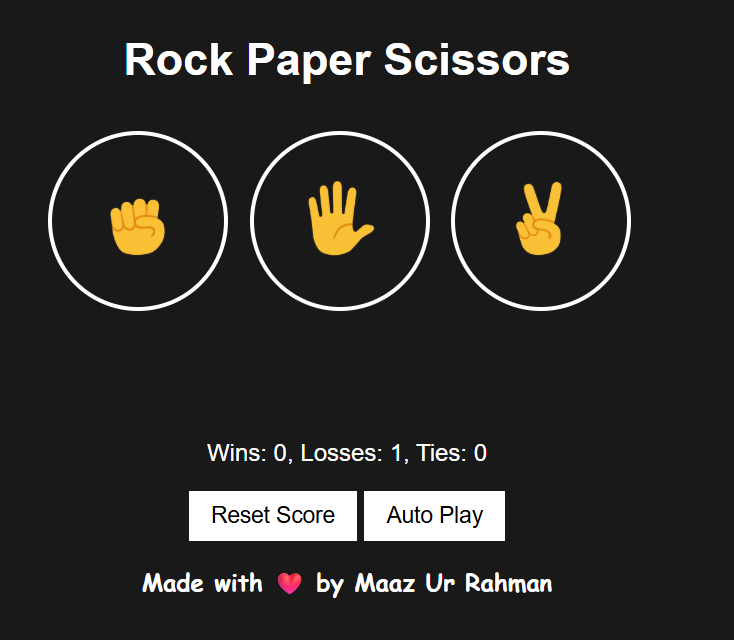 Rock Paper Scissors
Wins: 0, Losses: 1, Ties: 0
Reset Score Auto Play
Made with ❤️ by Maaz Ur Rahman